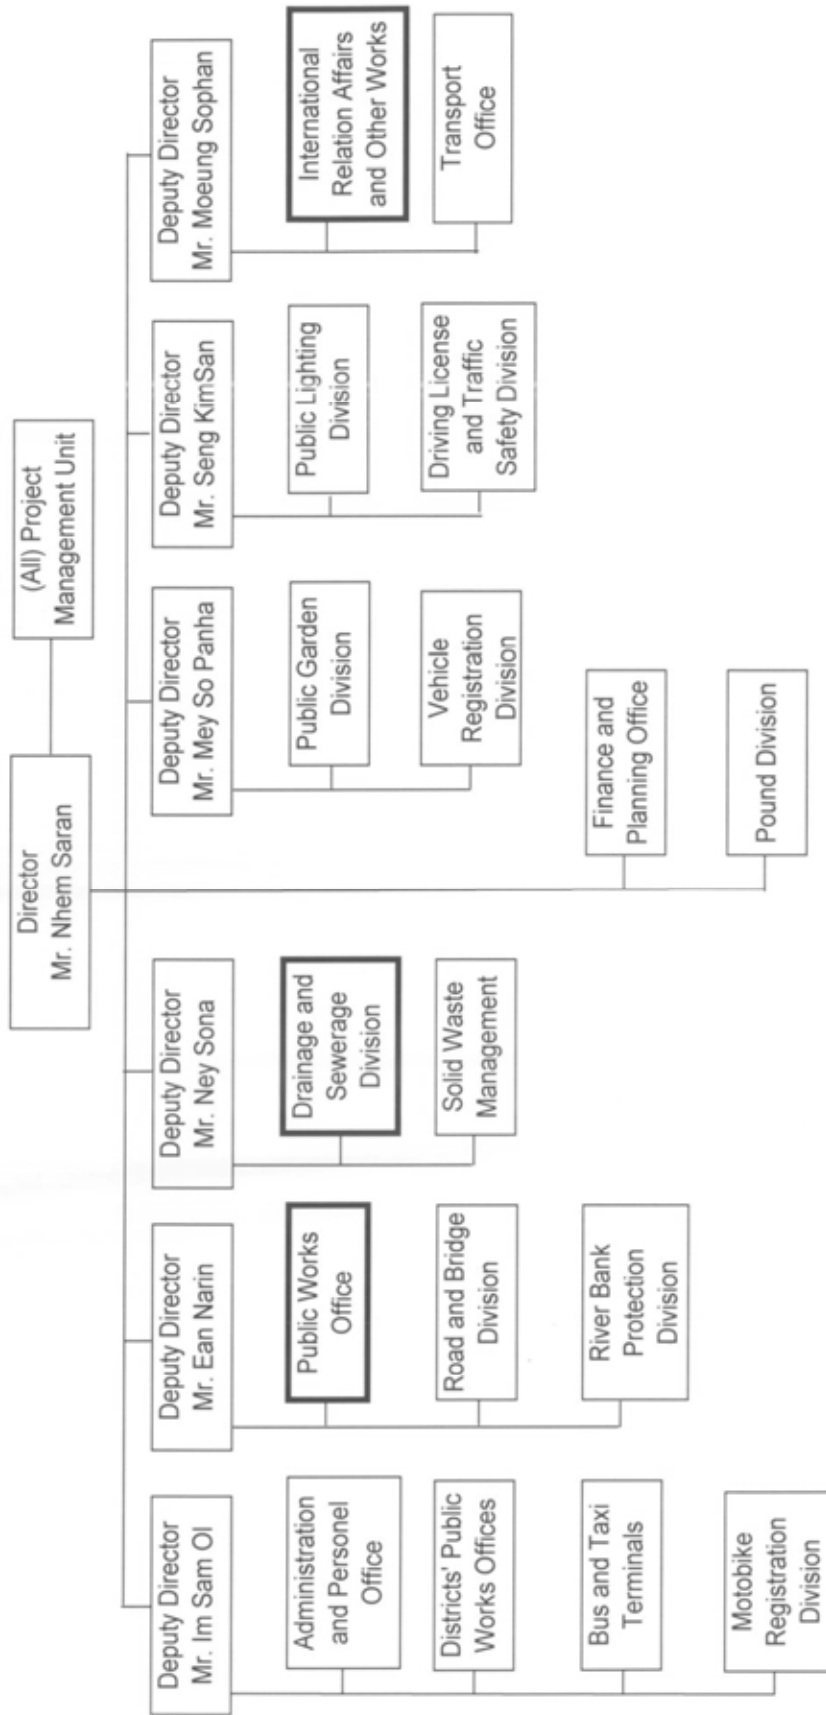 Director
Mr. Nhem Saran
(All) Project
Management Unit
Deputy Director
Mr. Im Sam Ol
Deputy Director
Mr. Ean Narin
Deputy Director
Mr. Ney Sona
Deputy Director
Mr. Mey So Panha
Deputy Director
Mr. Seng KimSan
Deputy Director
Mr. Moeung Sophan
Administration
and Personel
Office
Districts' Public
Works Offices
Bus and Taxi
Terminals
Motobike
Registration
Division
Public Works
Office
Road and Bridge
Division
River Bank
Protection
Division
Drainage and
Sewerage
Division
Solid Waste
Management
Finance and
Planning Office
Pound Division
Public Garden
Division
Vehicle
Registration
Division
Public Lighting
Division
Driving License
and Traffic
Safety Division
International
Relation Affairs
and Other Works
Transport
Office